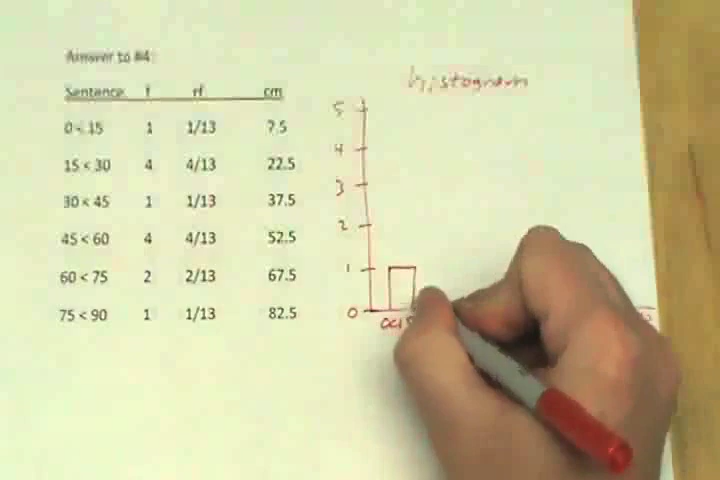 Answer to #4:
histogram
Sentence f rf cm
0 < 15 1 1/13 7.5
15 < 30 4 4/13 22.5
30 < 45 1 1/13 37.5
45 < 60 4 4/13 52.5
60 < 75 2 2/13 67.5
75 < 90 1 1/13 82.5
5
4
3
2
1
0
0<15